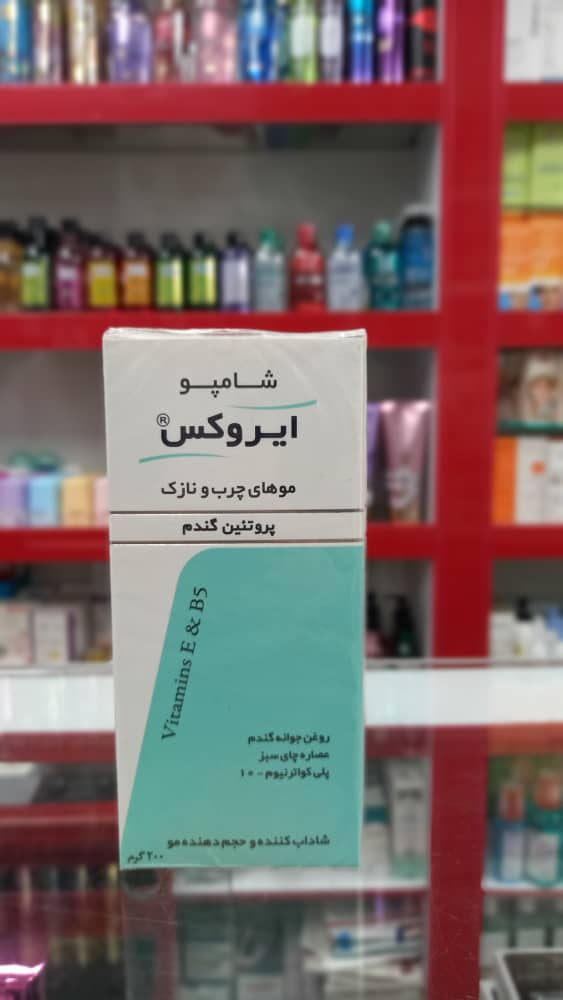 شامپو
ایروکس®
موهای چرب و نازک
پروتئین گندم
Vitamins E & B5
روغن جوانه گندم
عصاره چای سبز
پلی کواترنیوم - ۱۰
شاداب کننده و حجم دهنده مو
۲۰۰ گرم